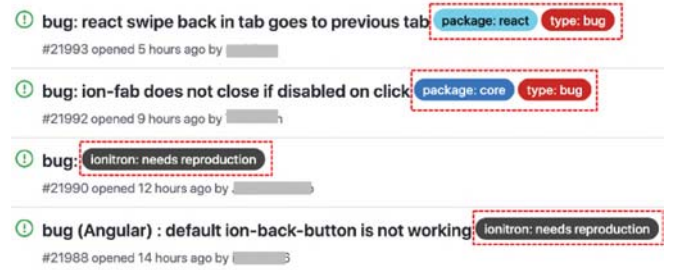 bug: react swipe back in tab goes to previous tab package: react type: bug
#21993 opened 5 hours ago by
bug: ion-fab does not close if disabled on click package: core type: bug
#21992 opened 9 hours ago by
bug: ionitron: needs reproduction
#21990 opened 12 hours ago by
bug (Angular) : default ion-back-button is not working ionitron: needs reproduction
#21988 opened 14 hours ago by